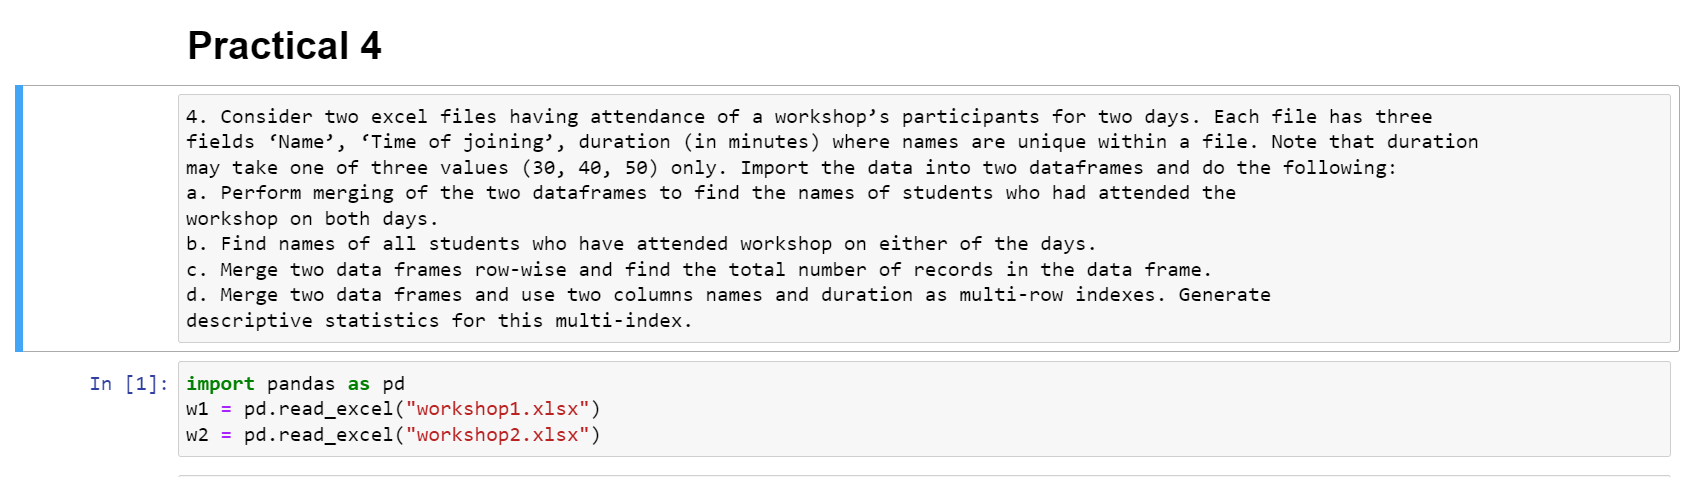 Practical 4
4. Consider two excel files having attendance of a workshop’s participants for two days. Each file has three
fields ‘Name’, ‘Time of joining’, duration (in minutes) where names are unique within a file. Note that duration
may take one of three values (30, 40, 50) only. Import the data into two dataframes and do the following:
a. Perform merging of the two dataframes to find the names of students who had attended the
workshop on both days.
b. Find names of all students who have attended workshop on either of the days.
c. Merge two data frames row-wise and find the total number of records in the data frame.
d. Merge two data frames and use two columns names and duration as multi-row indexes. Generate
descriptive statistics for this multi-index.
In [1]: import pandas as pd
w1 = pd.read_excel("workshop1.xlsx")
w2 = pd.read_excel("workshop2.xlsx")